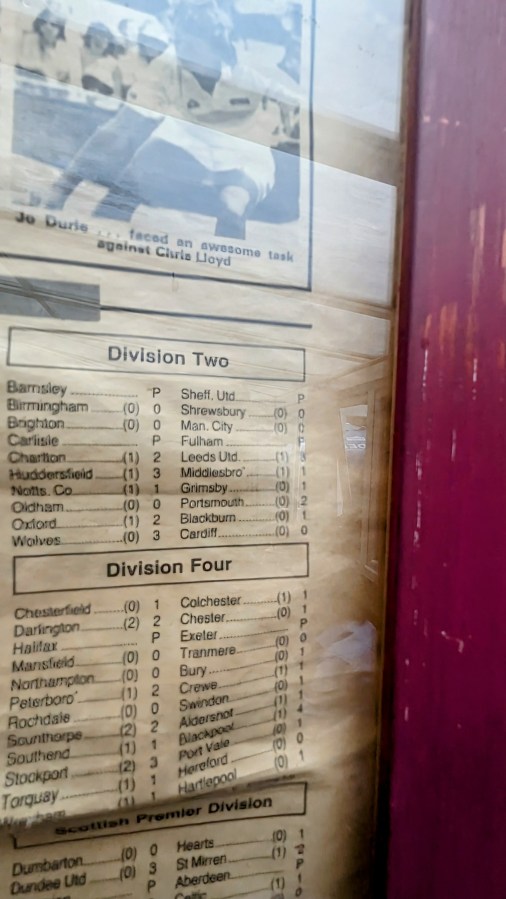 Jo Durie ... faced an awesome task
against Chris Lloyd
Division Two
Barnsley P Sheff. Utd P
Birmingham (0) 0 Shrewsbury (0) 0
Brighton (0) 0 Man. City (0) 0
Carlisle P Fulham P
Charlton (1) 2 Leeds Utd (1) 3
Huddersfield (1) 3 Middlesbro' (1) 1
Notts. Co (1) 1 Grimsby (0) 1
Oldham (0) 0 Portsmouth (0) 2
Oxford (1) 2 Blackburn (0) 1
Wolves (0) 3 Cardiff (0) 0
Division Four
Chesterfield (0) 1 Colchester (1) 1
Darlington (2) 2 Chester (0) 1
Halifax P Exeter P
Mansfield (0) 0 Tranmere (0) 0
Northampton (0) 0 Bury (0) 1
Peterboro' (1) 2 Crewe (1) 1
Rochdale (0) 0 Swindon (0) 1
Scunthorpe (2) 2 Aldershot (1) 1
Southend (1) 1 Blackpool (1) 4
Stockport (2) 3 Port Vale (0) 1
Torquay (1) 1 Hereford (0) 0
(1) 1 Hartlepool (0) 1
Scottish Premier Division
Dumbarton (0) 0 Hearts (0) 1
Dundee Utd (0) 3 St Mirren (1) 2
P Aberdeen P
Celtic (1) 1